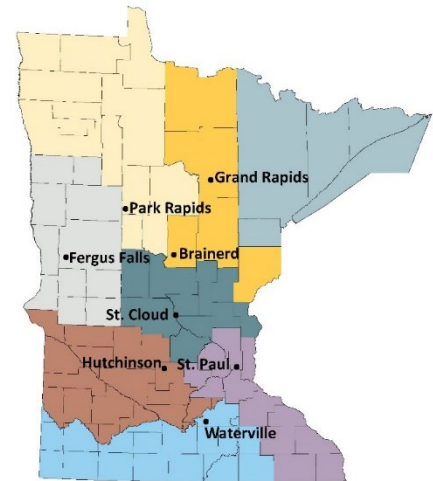 Grand Rapids
Park Rapids
Brainerd
Fergus Falls
St. Cloud
Hutchinson
St. Paul
Waterville